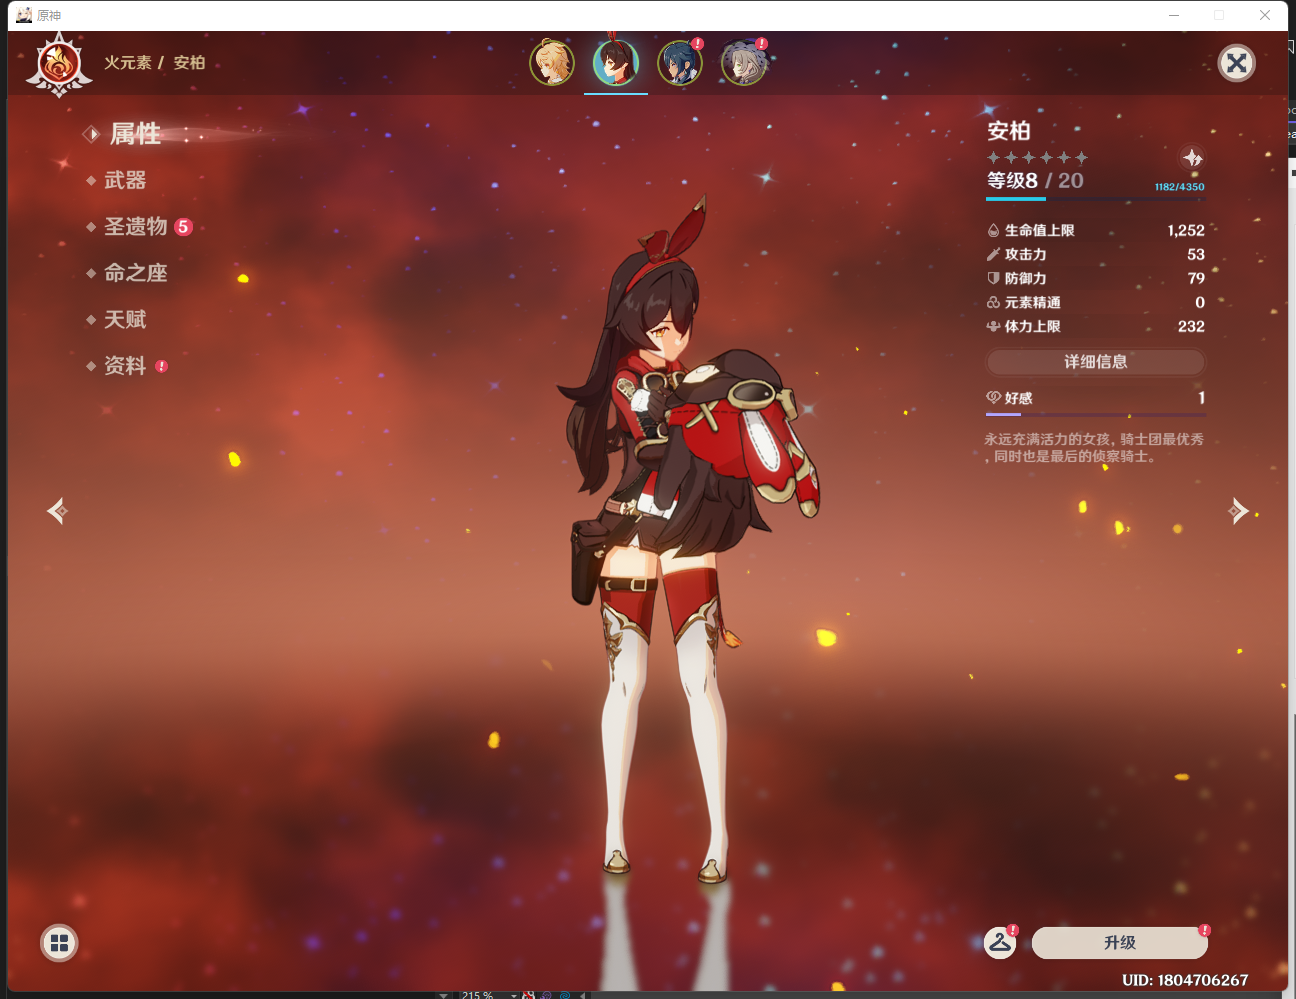 原神
火元素 / 安柏
属性
武器
圣遗物 5
命之座
天赋
资料
安柏
等级8 / 20
1182/4350
生命值上限 1,252
攻击力 53
防御力 79
元素精通 0
体力上限 232
详细信息
好感 1
永远充满活力的女孩，骑士团最优秀
，同时也是最后的侦察骑士。
升级
UID: 1804706267
215 %